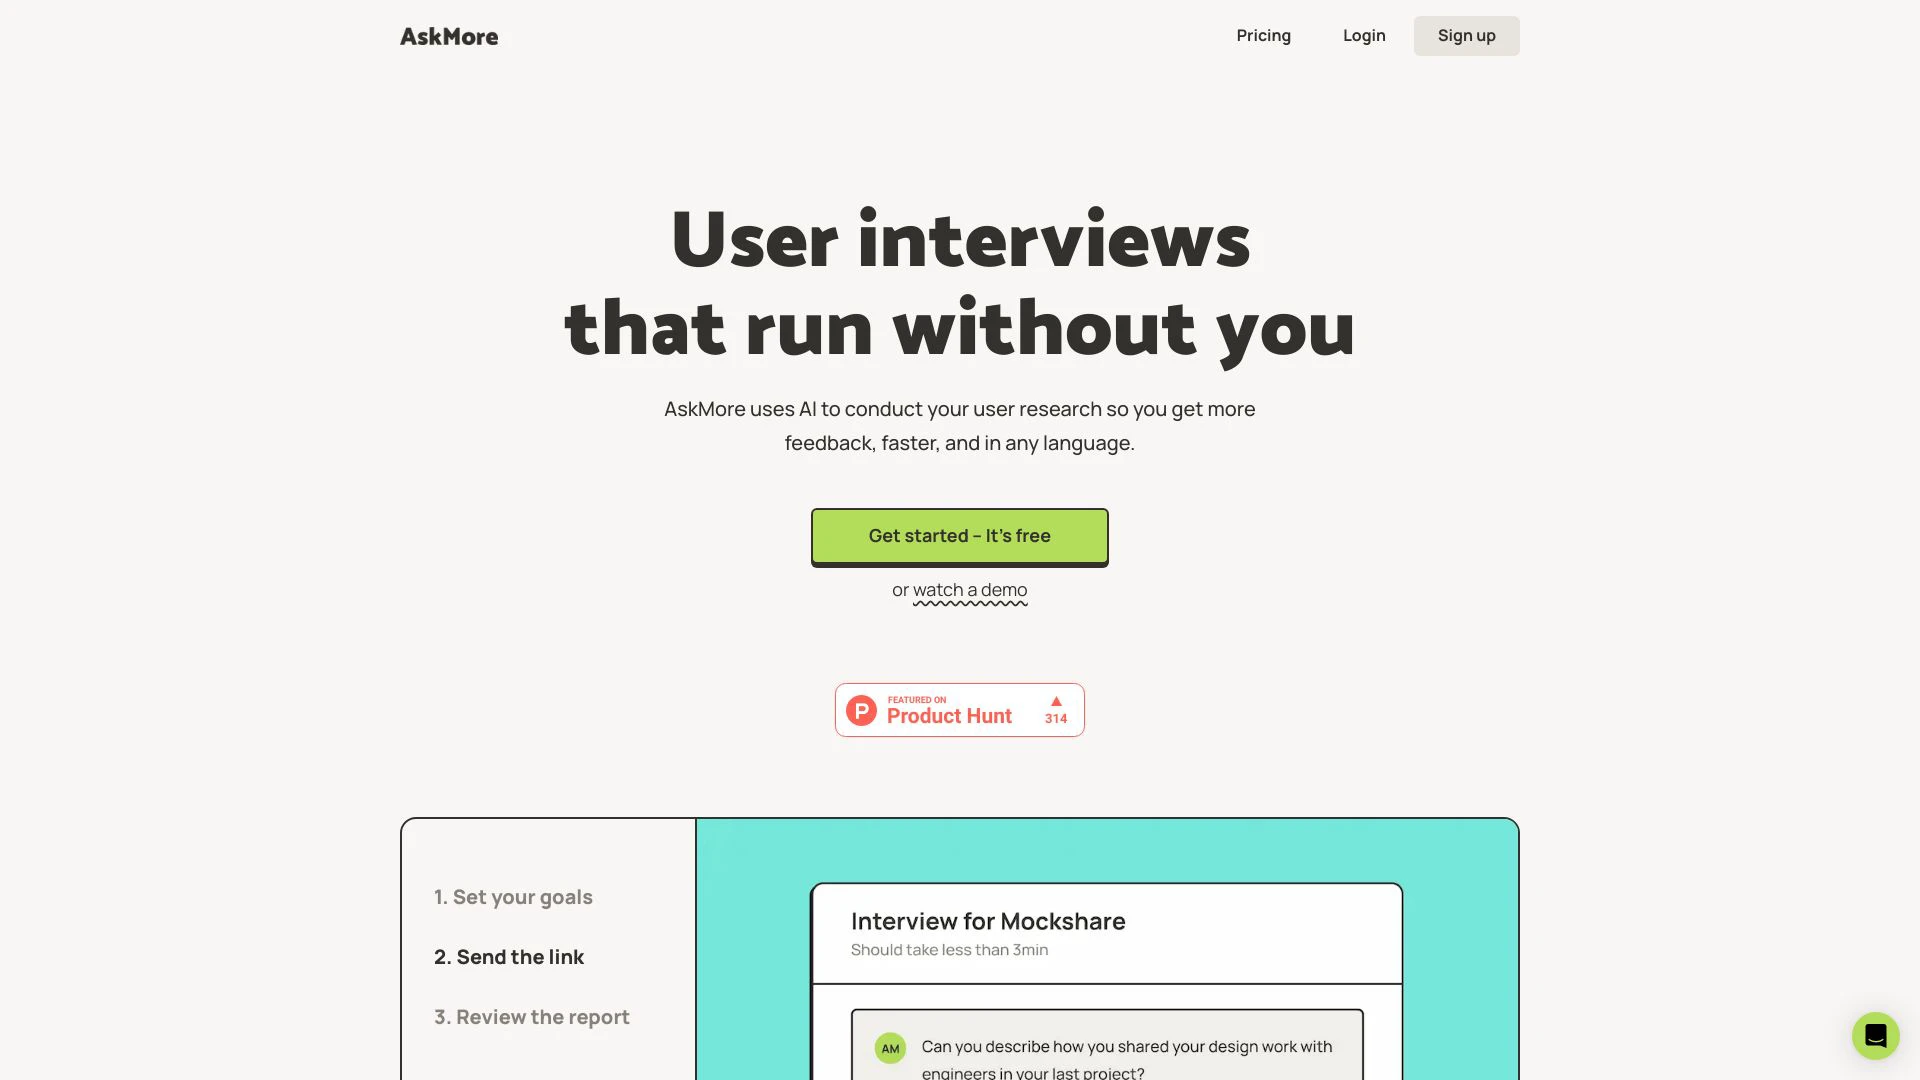 AskMore
Pricing
Login
Sign up
User interviews
that run without you
AskMore uses AI to conduct your user research so you get more
feedback, faster, and in any language.
Get started – It's free
or watch a demo
P
FEATURED ON
Product Hunt
▲
314
1. Set your goals
2. Send the link
3. Review the report
Interview for Mockshare
Should take less than 3min
AM
Can you describe how you shared your design work with
engineers in your last project?